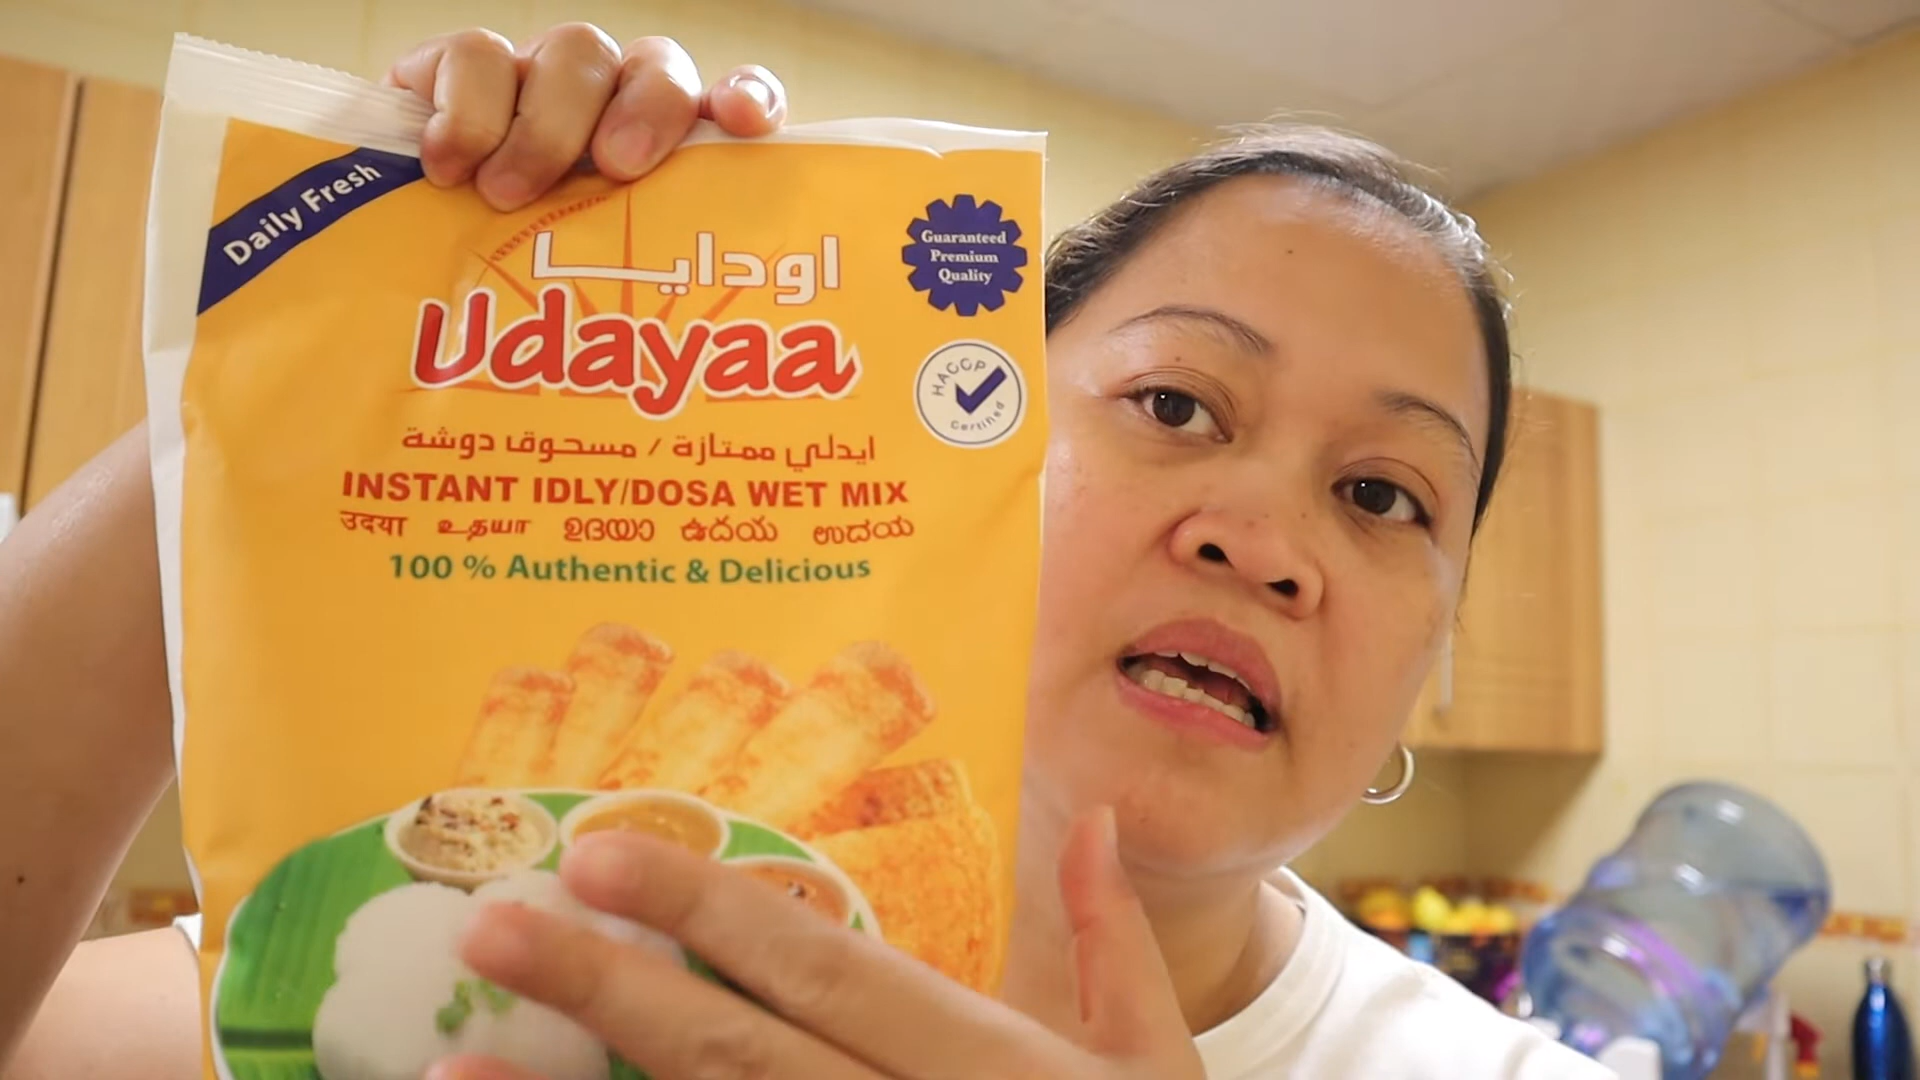 Daily Fresh
اودايا
Udayaa
Guaranteed
Premium
Quality
HACCP
Certified
ايدلي ممتازة / مسحوق دوشة
INSTANT IDLY/DOSA WET MIX
उदया உதயா ഉദയാ ఉదయ ಉದಯ
100 % Authentic & Delicious